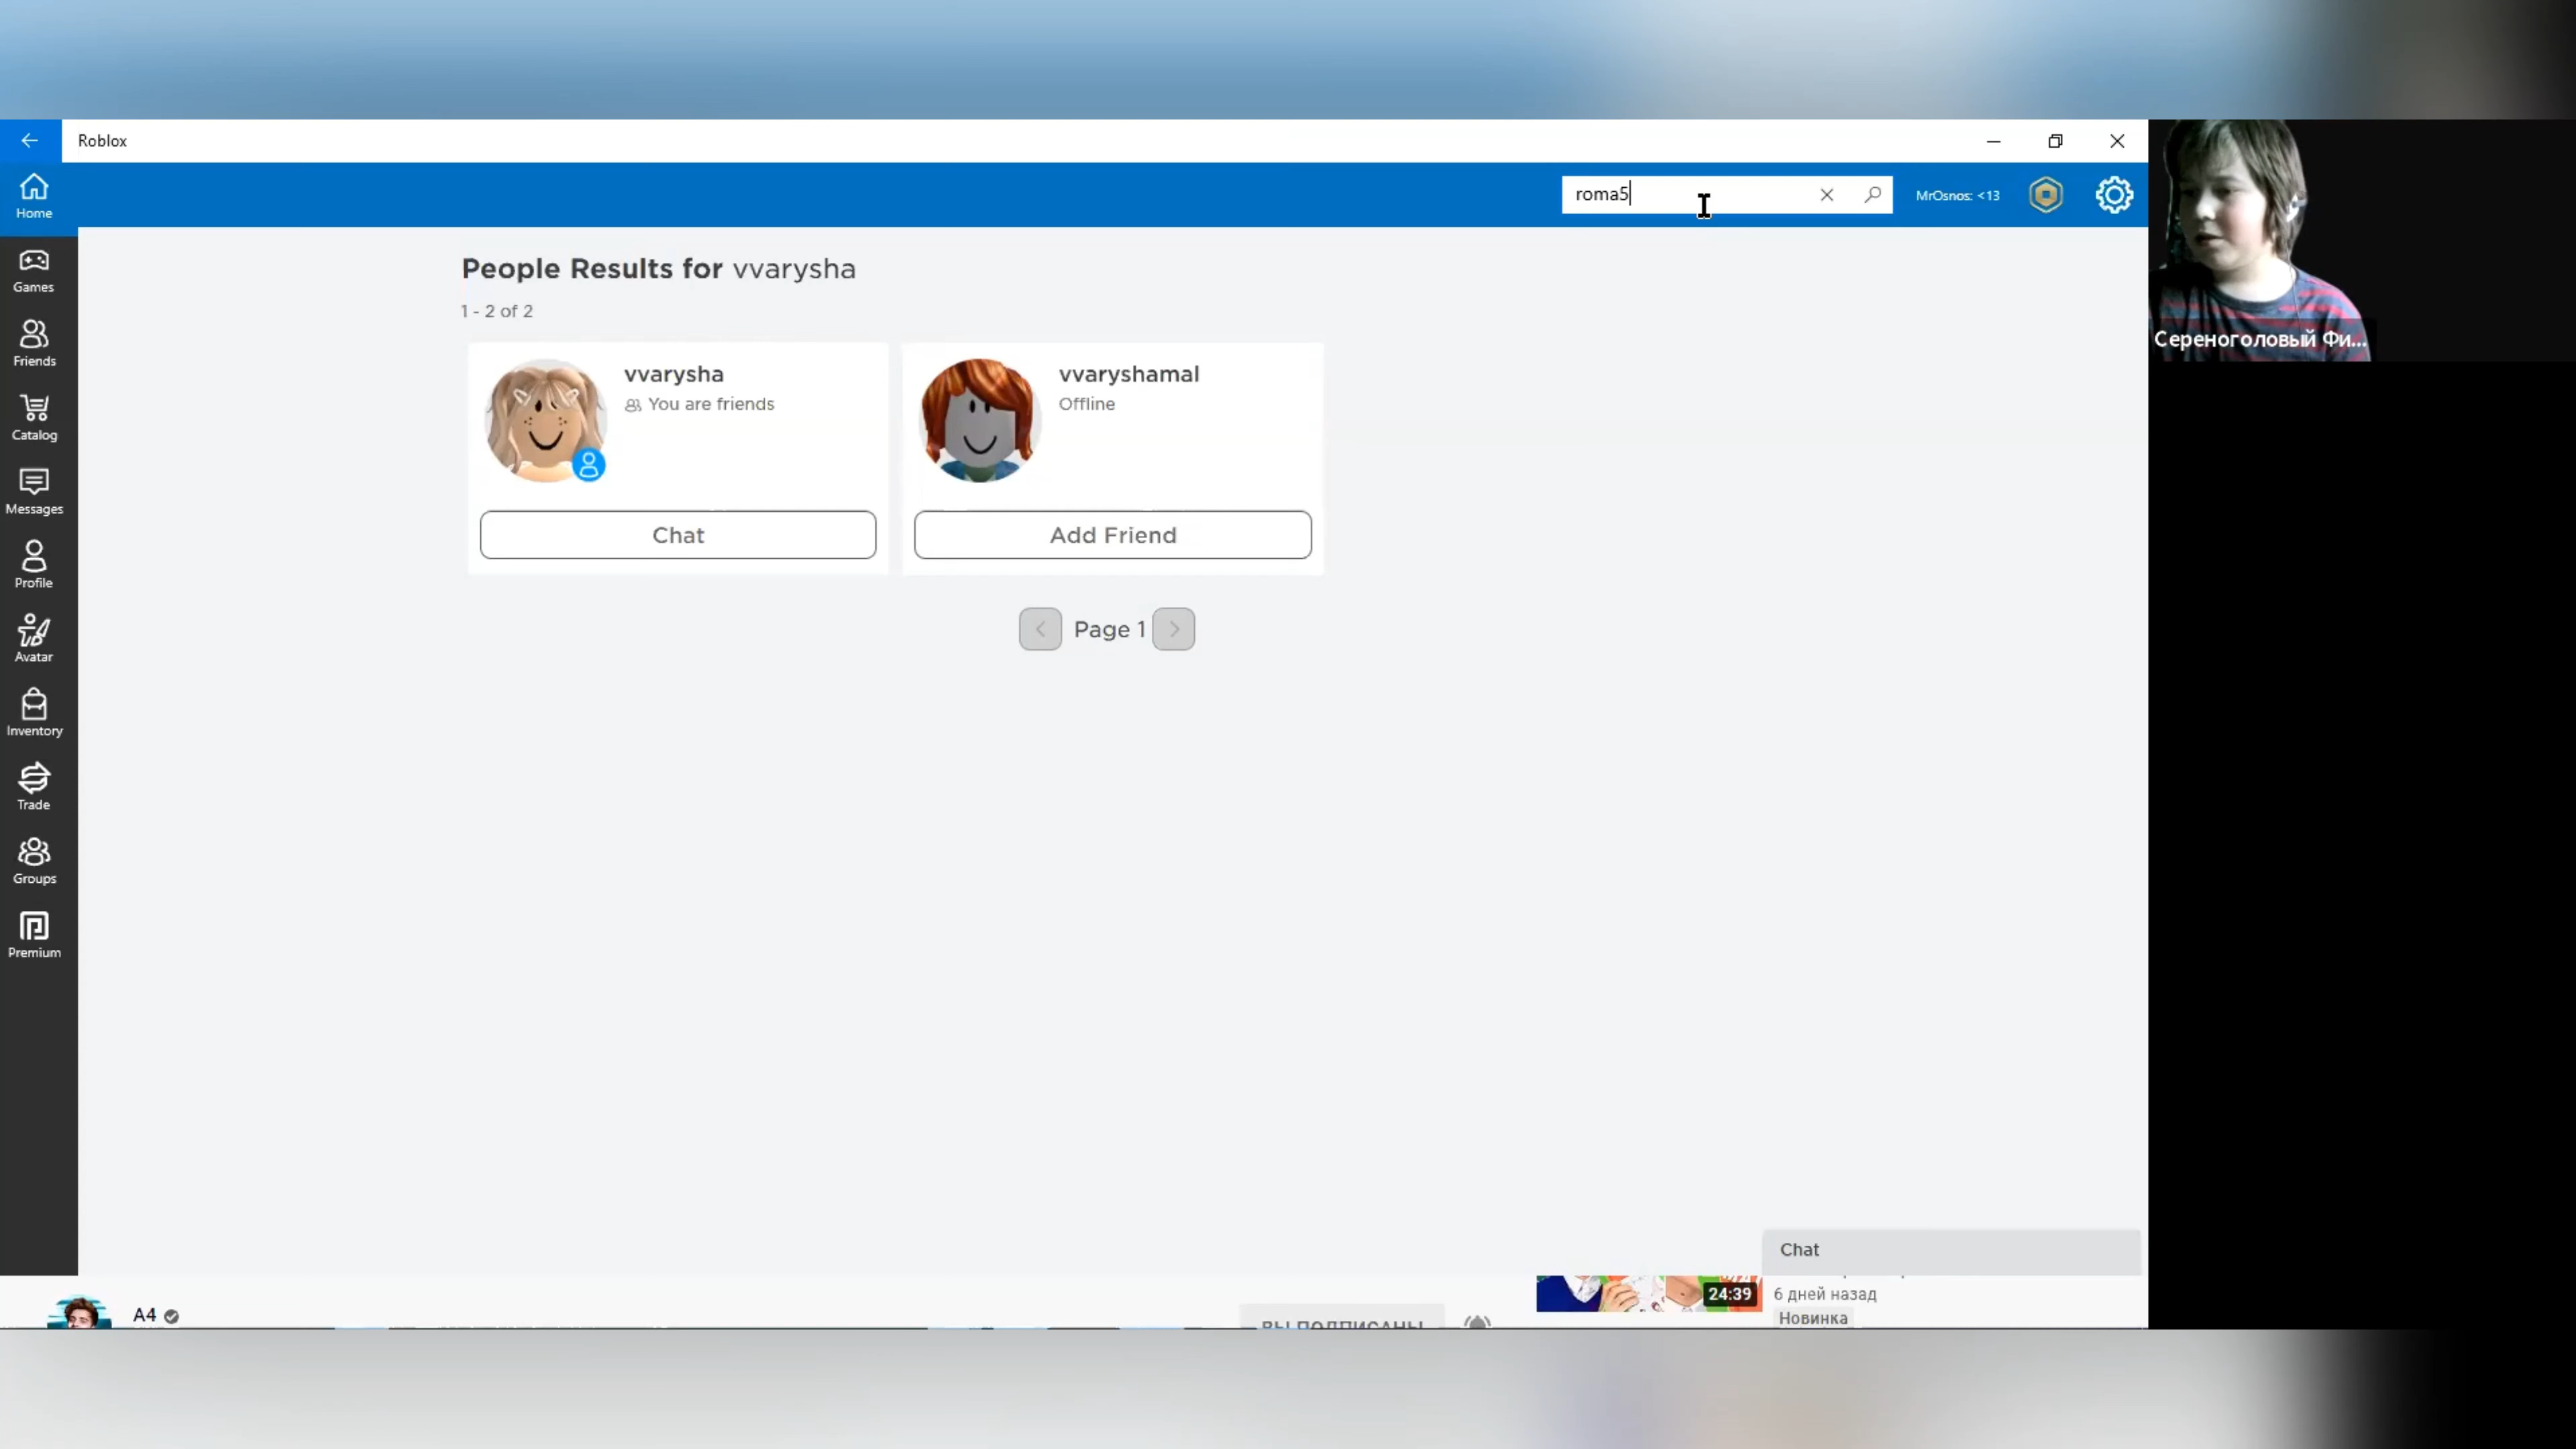 Roblox
Home
roma5
MrOsnos: <13
Games
Friends
Catalog
Messages
Profile
Avatar
Inventory
Trade
Groups
Premium
People Results for vvarysha
1 - 2 of 2
vvarysha
You are friends
Chat
vvaryshamal
Offline
Add Friend
Page 1
Сереноголовый Фи...
Chat
A4
ВЫ ПОДПИСАНЫ
24:39
6 дней назад
Новинка